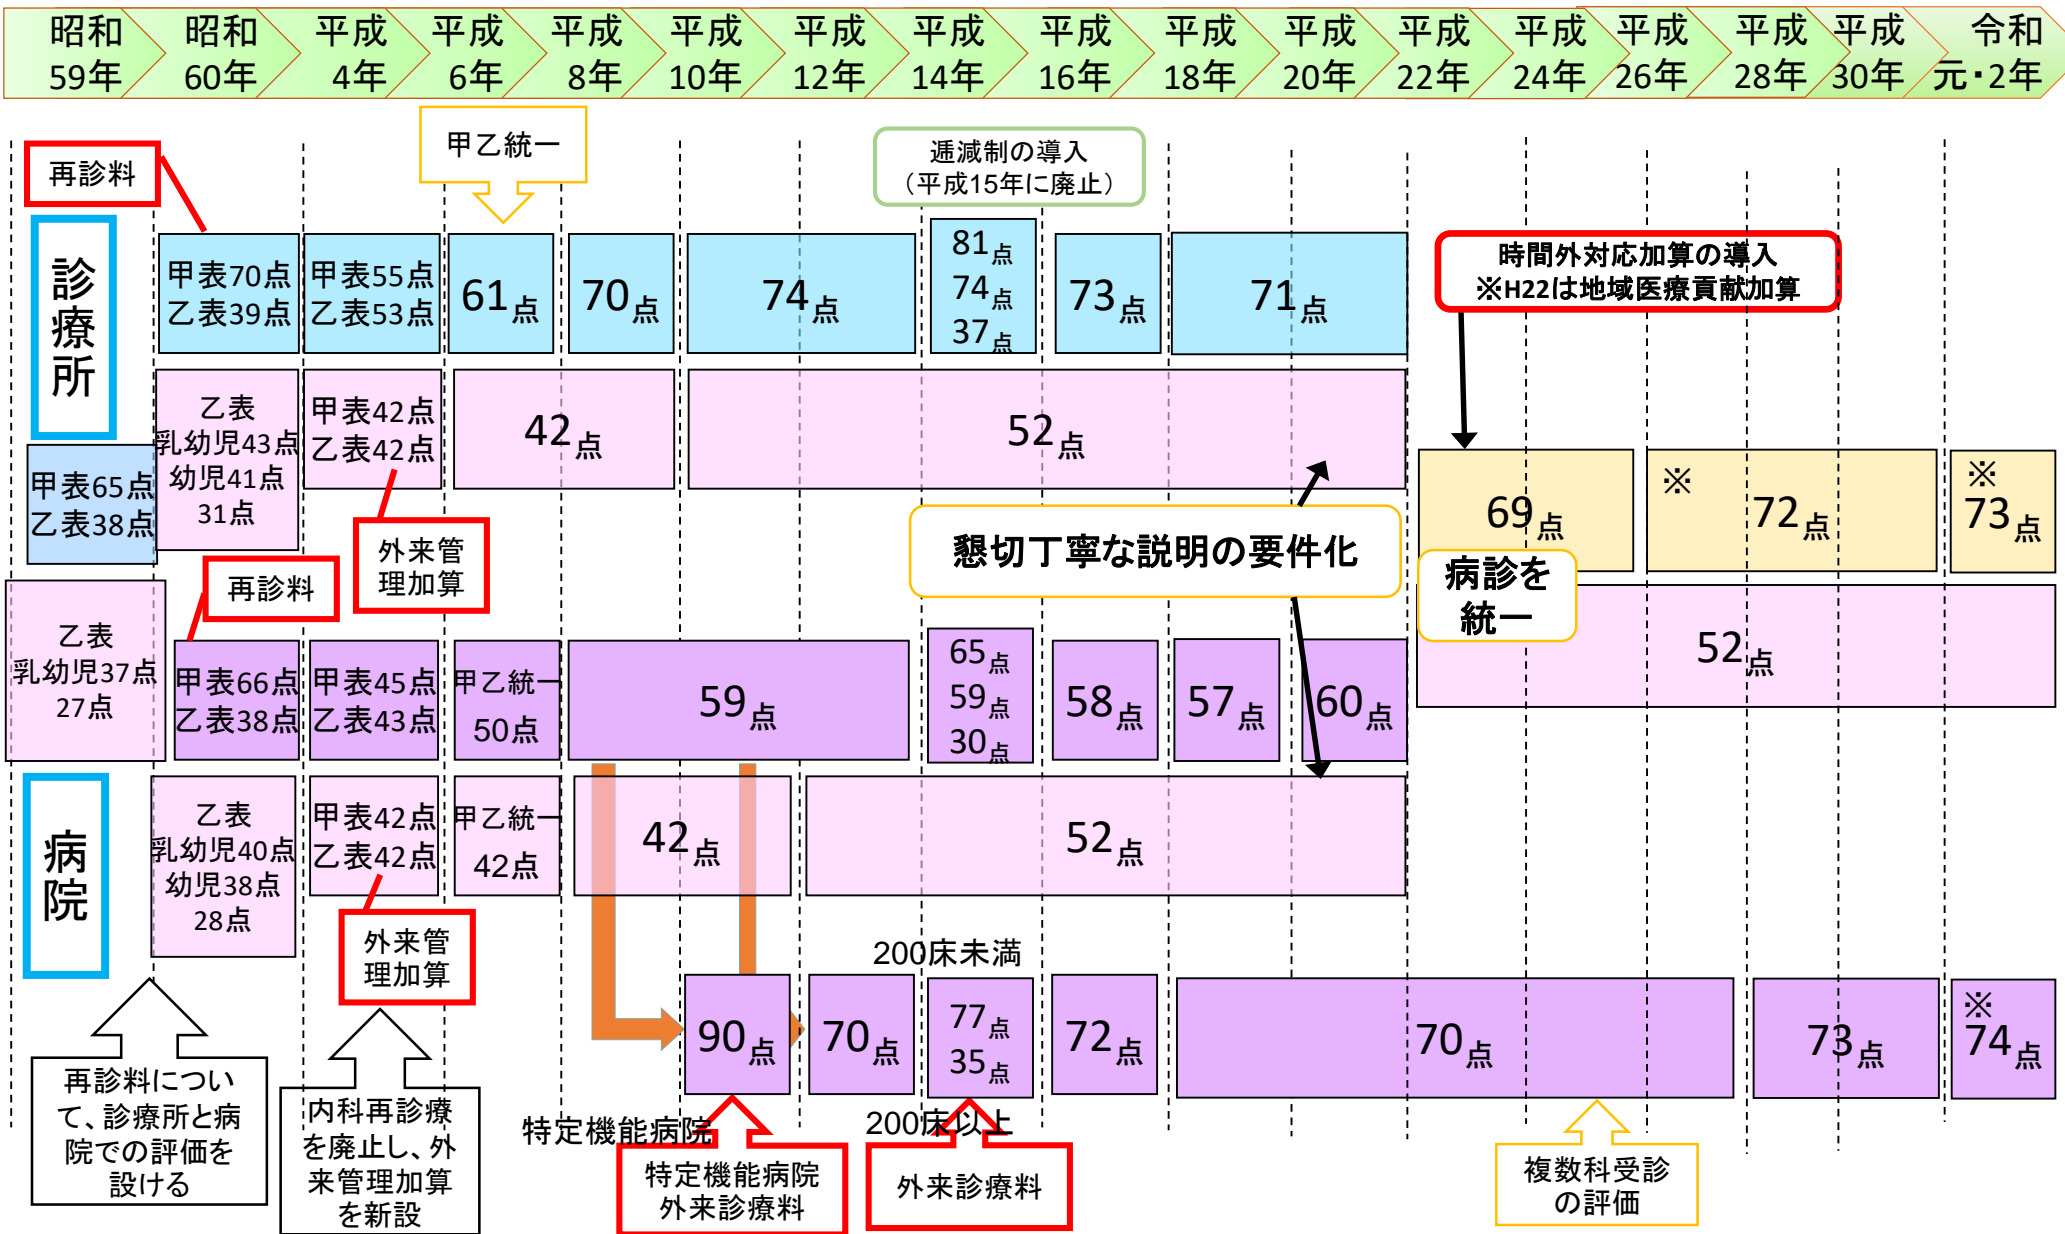 昭和
59年
昭和
60年
平成
4年
平成
6年
平成
8年
平成
10年
平成
12年
平成
14年
平成
16年
平成
18年
平成
20年
平成
22年
平成
24年
平成
26年
平成
28年
平成
30年
令和
元・2年
再診料
甲乙統一
逓減制の導入
（平成15年に廃止）
診療所
甲表70点
乙表39点
甲表55点
乙表53点
61点
70点
74点
81点
74点
37点
73点
71点
時間外対応加算の導入
※H22は地域医療貢献加算
乙表
乳幼児43点
幼児41点
31点
甲表42点
乙表42点
42点
52点
甲表65点
乙表38点
外来管
理加算
懇切丁寧な説明の要件化
69点
※
72点
※
73点
病診を
統一
52点
再診料
乙表
乳幼児37点
27点
甲表66点
乙表38点
甲表45点
乙表43点
甲乙統一
50点
59点
65点
59点
30点
58点
57点
60点
病院
乙表
乳幼児40点
幼児38点
28点
甲表42点
乙表42点
甲乙統一
42点
42点
52点
外来管
理加算
200床未満
90点
70点
77点
35点
72点
70点
73点
※
74点
特定機能病院
200床以上
再診料につい
て、診療所と病
院での評価を
設ける
内科再診療
を廃止し、外
来管理加算
を新設
特定機能病院
外来診療料
外来診療料
複数科受診
の評価